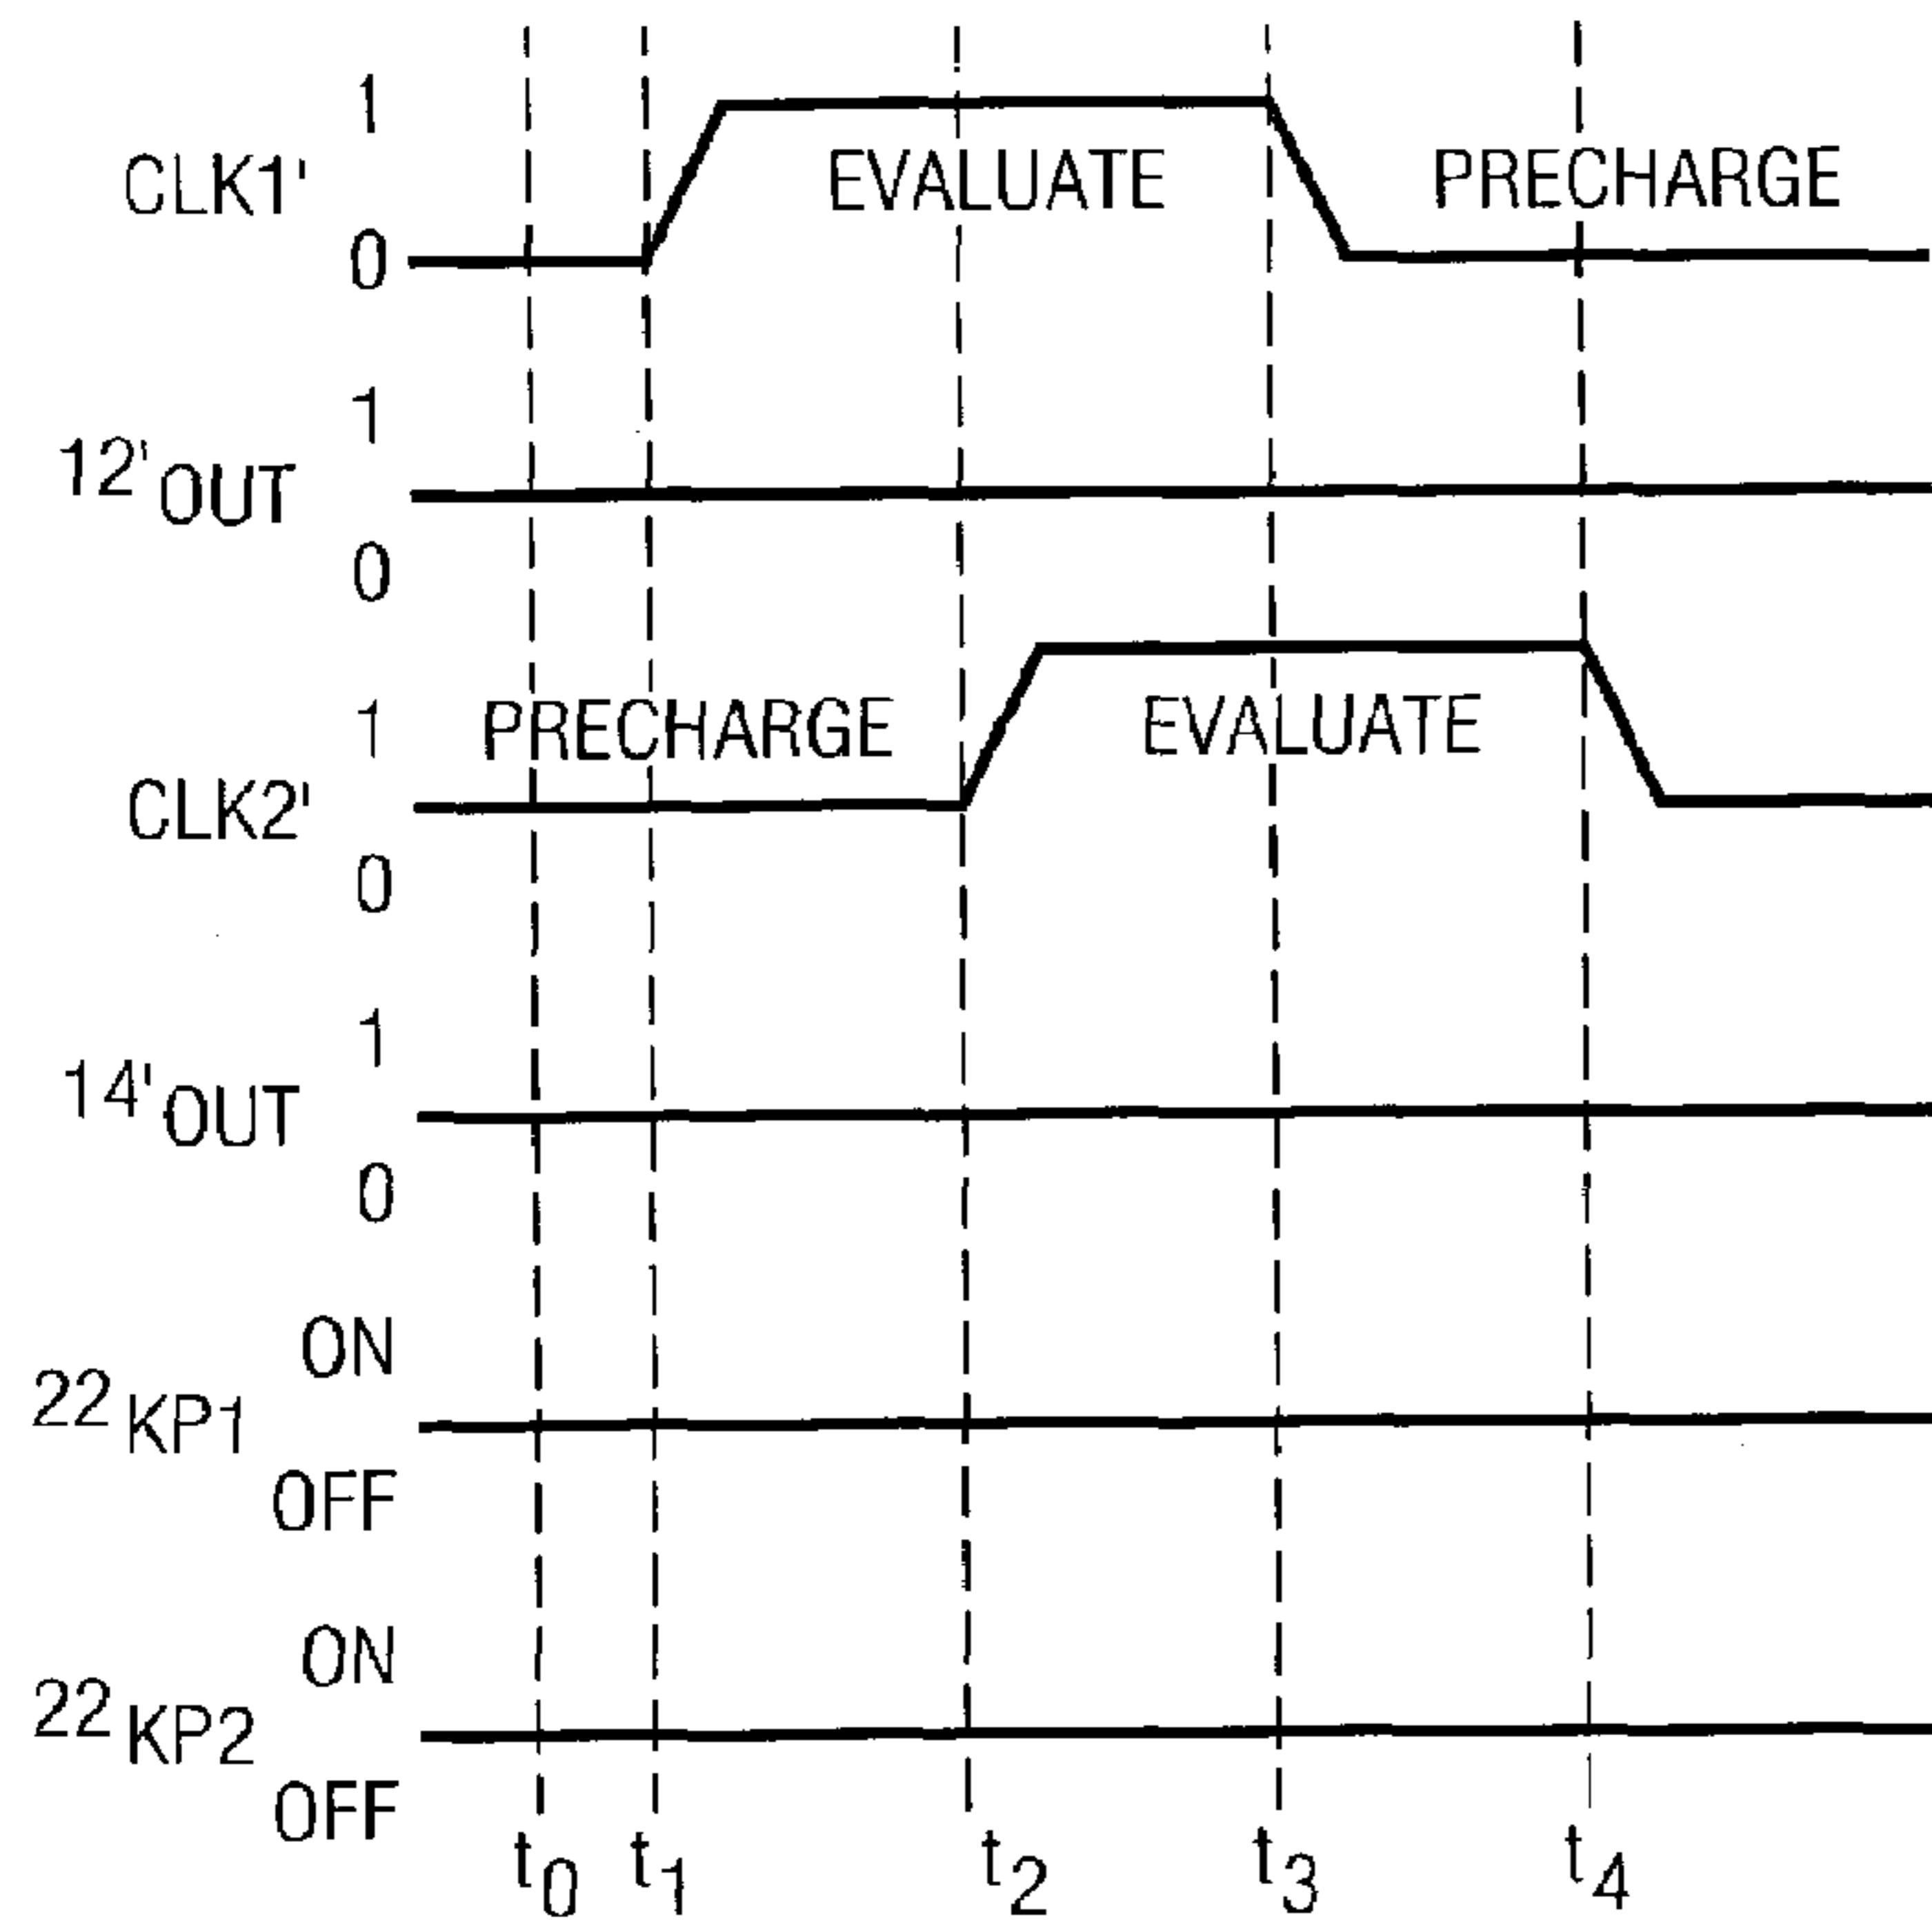 1
CLK1'
EVALUATE
PRECHARGE
0
1
12'OUT
0
1
PRECHARGE
EVALUATE
CLK2'
0
1
14'OUT
0
ON
22KP1
OFF
ON
22KP2
OFF
t0 t1 t2 t3 t4